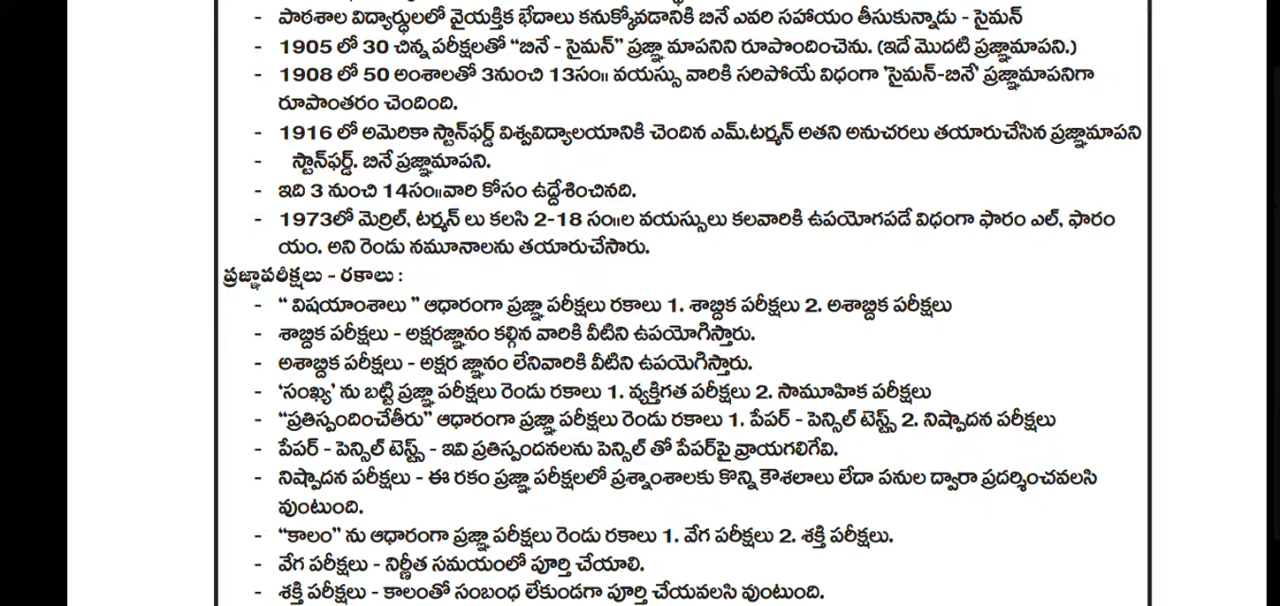 - పాఠశాల విద్యార్థులలో వైయక్తిక భేదాలు కనుక్కోవడానికి బినే ఎవరి సహాయం తీసుకున్నాడు - సైమన్
- 1905 లో 30 చిన్న పరీక్షలతో “బినే - సైమన్” ప్రజ్ఞా మాపనిని రూపొందించెను. (ఇదే మొదటి ప్రజ్ఞామాపని.)
- 1908 లో 50 అంశాలతో 3నుంచి 13సం॥ వయస్సు వారికి సరిపోయే విధంగా 'సైమన్-బినే' ప్రజ్ఞామాపనిగా
రూపాంతరం చెందింది.
- 1916 లో అమెరికా స్టాన్‌ఫర్డ్ విశ్వవిద్యాలయానికి చెందిన ఎమ్.టర్మన్ అతని అనుచరలు తయారుచేసిన ప్రజ్ఞామాపని
- స్టాన్‌ఫర్డ్. బినే ప్రజ్ఞామాపని.
- ఇది 3 నుంచి 14సం॥వారి కోసం ఉద్దేశించినది.
- 1973లో మెర్రిల్, టర్మన్ లు కలసి 2-18 సం॥ల వయస్సులు కలవారికి ఉపయోగపడే విధంగా ఫారం ఎల్, ఫారం
యం. అని రెండు నమూనాలను తయారుచేసారు.
ప్రజ్ఞాపరీక్షలు - రకాలు :
- “ విషయాంశాలు ” ఆధారంగా ప్రజ్ఞా పరీక్షలు రకాలు 1. శాబ్దిక పరీక్షలు 2. అశాబ్దిక పరీక్షలు
- శాబ్దిక పరీక్షలు - అక్షరజ్ఞానం కల్గిన వారికి వీటిని ఉపయోగిస్తారు.
- అశాబ్దిక పరీక్షలు - అక్షర జ్ఞానం లేనివారికి వీటిని ఉపయెగిస్తారు.
- 'సంఖ్య' ను బట్టి ప్రజ్ఞా పరీక్షలు రెండు రకాలు 1. వ్యక్తిగత పరీక్షలు 2. సామూహిక పరీక్షలు
- “ప్రతిస్పందించేతీరు” ఆధారంగా ప్రజ్ఞా పరీక్షలు రెండు రకాలు 1. పేపర్ - పెన్సిల్ టెస్ట్స్ 2. నిష్పాదన పరీక్షలు
- పేపర్ - పెన్సిల్ టెస్ట్స్ - ఇవి ప్రతిస్పందనలను పెన్సిల్ తో పేపర్‌పై వ్రాయగలిగేవి.
- నిష్పాదన పరీక్షలు - ఈ రకం ప్రజ్ఞా పరీక్షలలో ప్రశ్నాంశాలకు కొన్ని కౌశలాలు లేదా పనుల ద్వారా ప్రదర్శించవలసి
వుంటుంది.
- “కాలం” ను ఆధారంగా ప్రజ్ఞా పరీక్షలు రెండు రకాలు 1. వేగ పరీక్షలు 2. శక్తి పరీక్షలు.
- వేగ పరీక్షలు - నిర్ణీత సమయంలో పూర్తి చేయాలి.
- శక్తి పరీక్షలు - కాలంతో సంబంధ లేకుండగా పూర్తి చేయవలసి వుంటుంది.